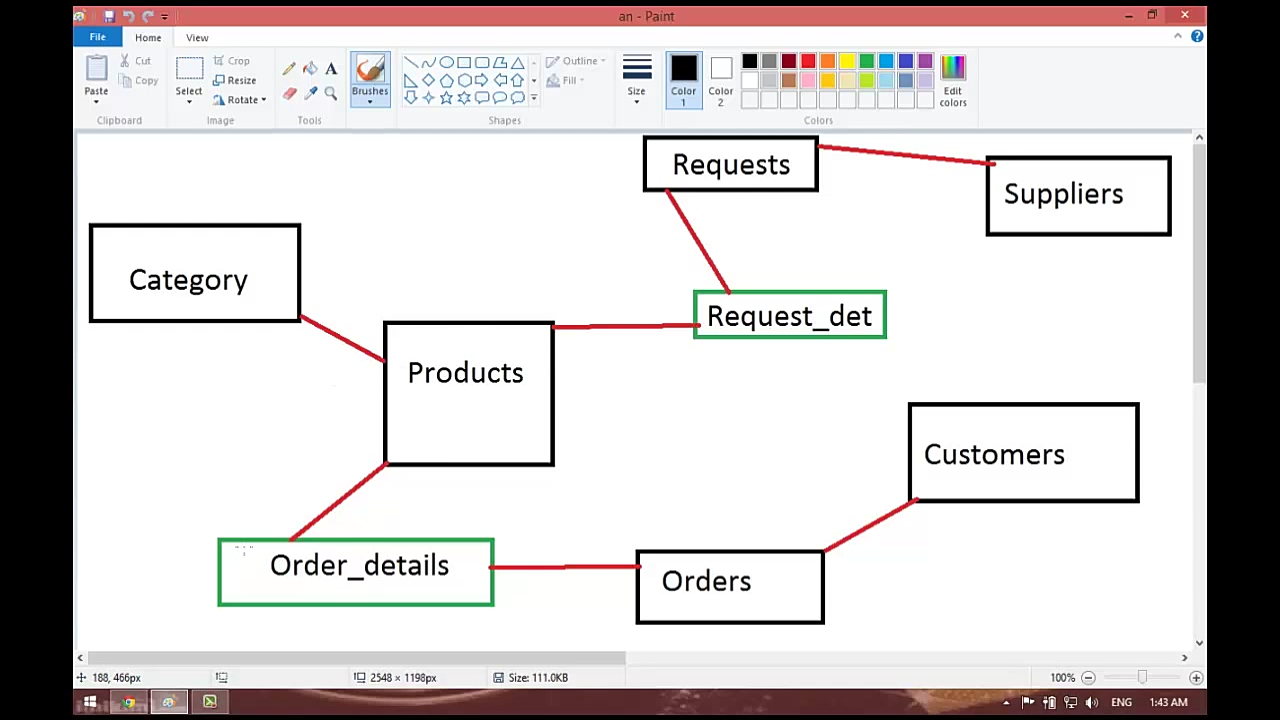 an - Paint
File
Home
View
Paste
Cut
Copy
Clipboard
Select
Crop
Resize
Rotate
Image
A
Tools
Brushes
Outline
Fill
Shapes
Size
Color 1
Color 2
Edit colors
Colors
Requests
Suppliers
Category
Request_det
Products
Customers
Order_details
Orders
188, 466px
2548 × 1198px
Size: 111.0KB
100%
ENG
1:43 AM